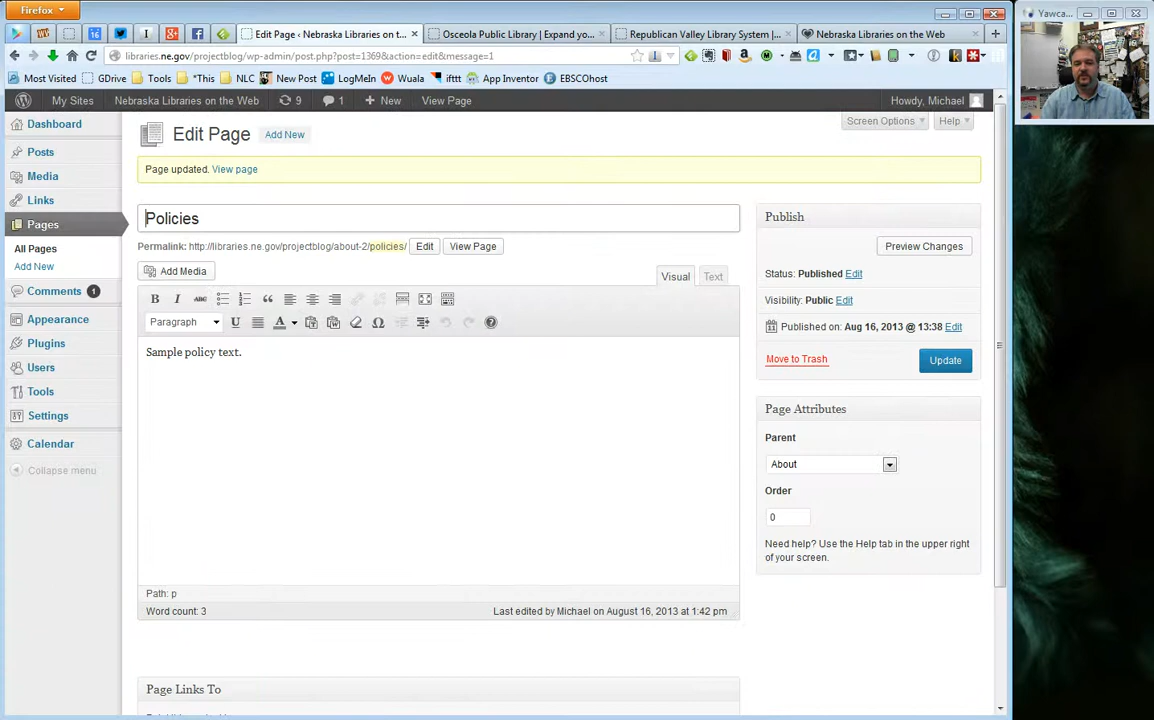 Firefox
Yawca...
16
Edit Page ‹ Nebraska Libraries on t...
Osceola Public Library | Expand yo...
Republican Valley Library System |...
Nebraska Libraries on the Web
libraries.ne.gov/projectblog/wp-admin/post.php?post=1369&action=edit&message=1
Most Visited GDrive Tools *This NLC New Post LogMeIn Wuala ifttt App Inventor EBSCOhost
My Sites Nebraska Libraries on the Web 9 1 New View Page Howdy, Michael
Dashboard
Posts
Media
Links
Pages
All Pages
Add New
Comments 1
Appearance
Plugins
Users
Tools
Settings
Calendar
Collapse menu
Screen Options Help
Edit Page Add New
Page updated. View page
Policies
Permalink: http://libraries.ne.gov/projectblog/about-2/policies/ Edit View Page
Add Media
Visual Text
B I ABC
Paragraph U A Ω
Sample policy text.
Path: p
Word count: 3
Last edited by Michael on August 16, 2013 at 1:42 pm
Page Links To
Publish
Preview Changes
Status: Published Edit
Visibility: Public Edit
Published on: Aug 16, 2013 @ 13:38 Edit
Move to Trash
Update
Page Attributes
Parent
About
Order
0
Need help? Use the Help tab in the upper right
of your screen.